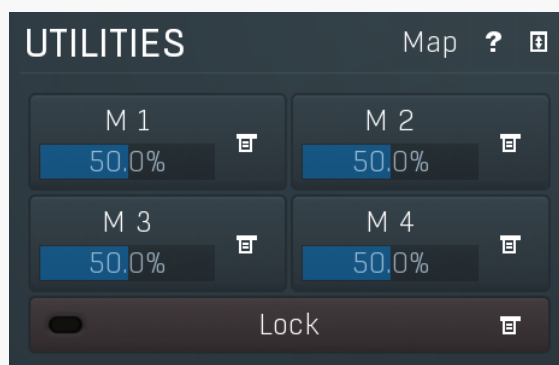 UTILITIES Map ?
M 1 M 2
50.0% 50.0%
M 3 M 4
50.0% 50.0%
Lock